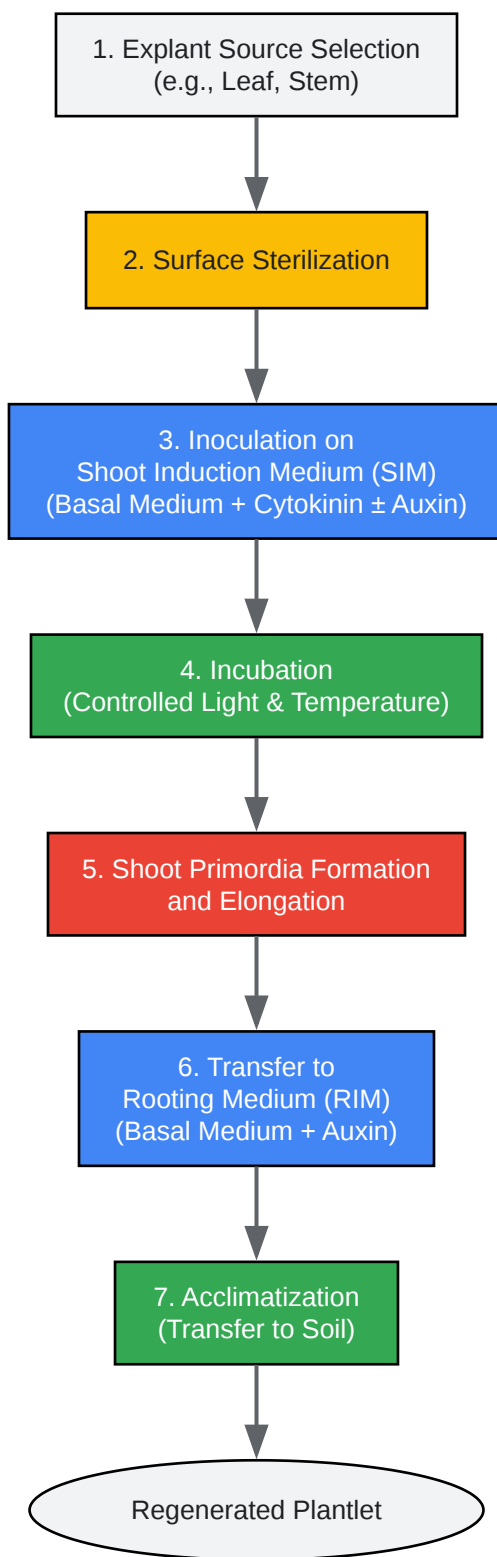 1. Explant Source Selection
(e.g., Leaf, Stem)
2. Surface Sterilization
3. Inoculation on
Shoot Induction Medium (SIM)
(Basal Medium + Cytokinin ± Auxin)
4. Incubation
(Controlled Light & Temperature)
5. Shoot Primordia Formation
and Elongation
6. Transfer to
Rooting Medium (RIM)
(Basal Medium + Auxin)
7. Acclimatization
(Transfer to Soil)
Regenerated Plantlet